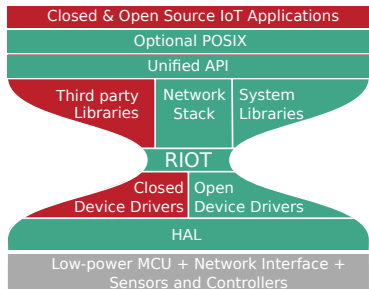 Closed & Open Source IoT Applications
Optional POSIX
Unified API
Third party
Libraries
Network
Stack
System
Libraries
RIOT
Closed
Device Drivers
Open
Device Drivers
HAL
Low-power MCU + Network Interface +
Sensors and Controllers